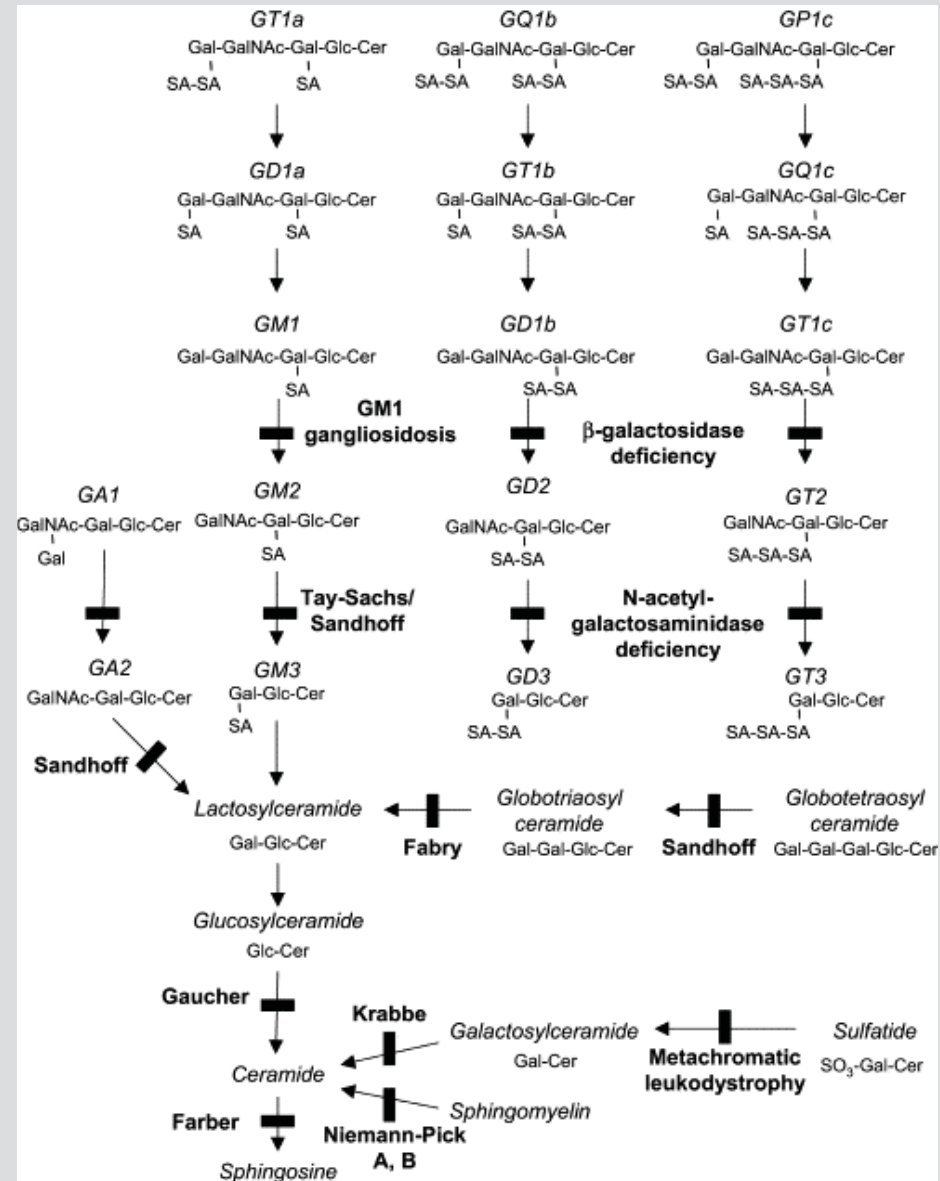 GT1a GQ1b GP1c
Gal-GalNAc-Gal-Glc-Cer Gal-GalNAc-Gal-Glc-Cer Gal-GalNAc-Gal-Glc-Cer
SA-SA SA SA-SA SA-SA SA-SA SA-SA-SA
GD1a GT1b GQ1c
Gal-GalNAc-Gal-Glc-Cer Gal-GalNAc-Gal-Glc-Cer Gal-GalNAc-Gal-Glc-Cer
SA SA SA SA-SA SA SA-SA-SA
GM1 GD1b GT1c
Gal-GalNAc-Gal-Glc-Cer Gal-GalNAc-Gal-Glc-Cer Gal-GalNAc-Gal-Glc-Cer
SA SA-SA SA-SA-SA
GM1
gangliosidosis
β-galactosidase
deficiency
GA1 GM2 GD2 GT2
GalNAc-Gal-Glc-Cer GalNAc-Gal-Glc-Cer GalNAc-Gal-Glc-Cer GalNAc-Gal-Glc-Cer
Gal SA SA-SA SA-SA-SA
Tay-Sachs/
Sandhoff
N-acetyl-
galactosaminidase
deficiency
GA2 GM3 GD3 GT3
GalNAc-Gal-Glc-Cer Gal-Glc-Cer Gal-Glc-Cer Gal-Glc-Cer
SA SA-SA SA-SA-SA
Sandhoff
Lactosylceramide
Gal-Glc-Cer
Fabry
Globotriaosyl
ceramide
Gal-Gal-Glc-Cer
Sandhoff
Globotetraosyl
ceramide
Gal-Gal-Gal-Glc-Cer
Glucosylceramide
Glc-Cer
Gaucher
Krabbe
Galactosylceramide
Gal-Cer
Metachromatic
leukodystrophy
Sulfatide
SO₃-Gal-Cer
Ceramide
Sphingomyelin
Niemann-Pick
A, B
Farber
Sphingosine